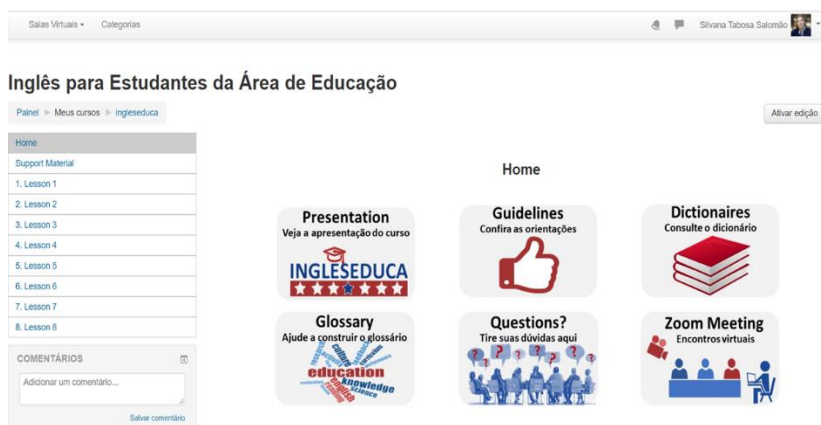 Salas Virtuais Categorias Silvana Tabosa Salomão
Inglês para Estudantes da Área de Educação
Painel Meus cursos ingleseduca Ativar edição
Home
Support Material
1. Lesson 1
2. Lesson 2
3. Lesson 3
4. Lesson 4
5. Lesson 5
6. Lesson 6
7. Lesson 7
8. Lesson 8
COMENTÁRIOS
Adicionar um comentário...
Salvar comentário
Home
Presentation
Veja a apresentação do curso
INGLESEDUCA
Guidelines
Confira as orientações
Dictionaires
Consulte o dicionário
Glossary
Ajude a construir o glossário
culture
education
knowledge
science
english
Questions?
Tire suas dúvidas aqui
Zoom Meeting
Encontros virtuais